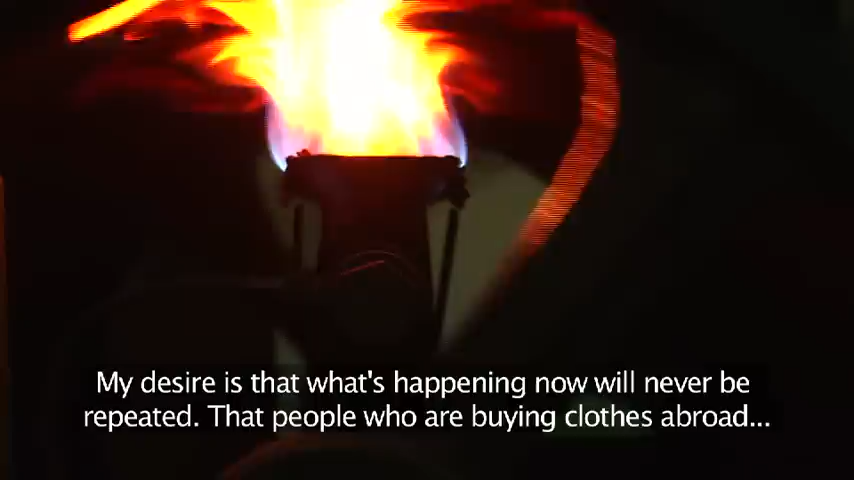 My desire is that what's happening now will never be
repeated. That people who are buying clothes abroad...